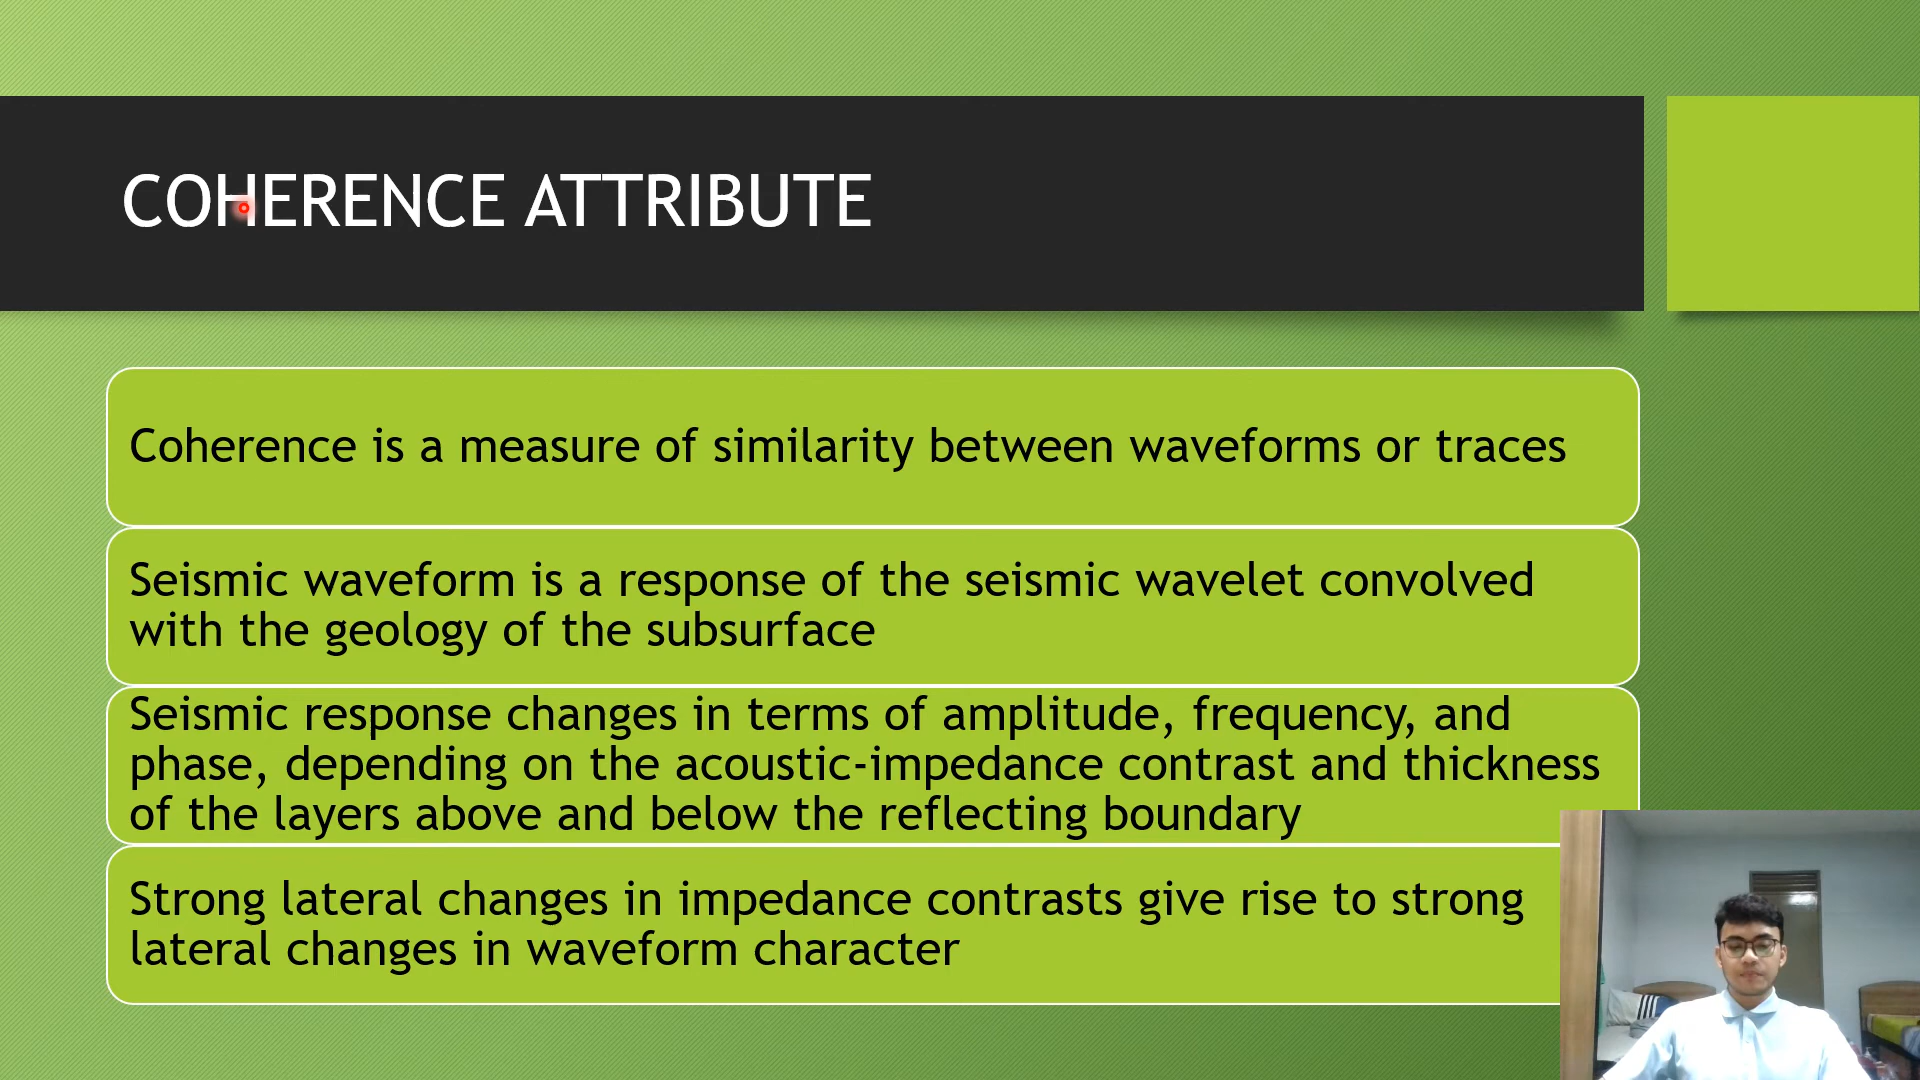 COHERENCE ATTRIBUTE
Coherence is a measure of similarity between waveforms or traces
Seismic waveform is a response of the seismic wavelet convolved
with the geology of the subsurface
Seismic response changes in terms of amplitude, frequency, and
phase, depending on the acoustic-impedance contrast and thickness
of the layers above and below the reflecting boundary
Strong lateral changes in impedance contrasts give rise to strong
lateral changes in waveform character